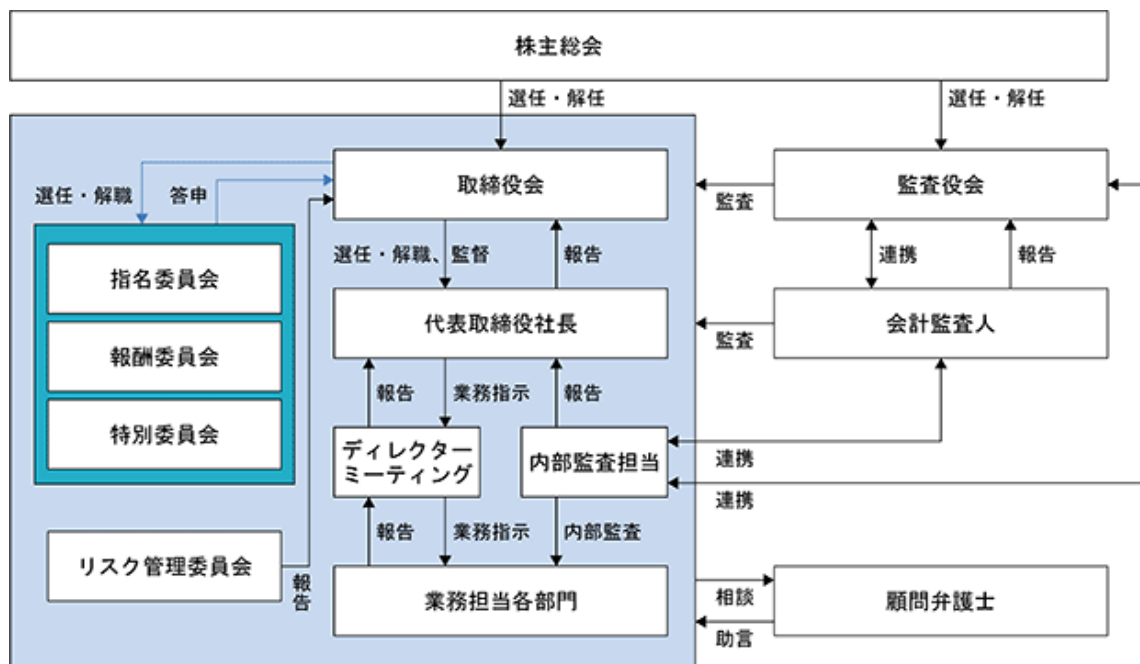 株主総会
選任・解任
選任・解任
取締役会
監査役会
監査
選任・解職
答申
選任・解職、監督
報告
連携
報告
指名委員会
報酬委員会
特別委員会
代表取締役社長
会計監査人
監査
報告
業務指示
報告
ディレクター
ミーティング
内部監査担当
連携
連携
報告
業務指示
内部監査
リスク管理委員会
報告
業務担当各部門
相談
助言
顧問弁護士